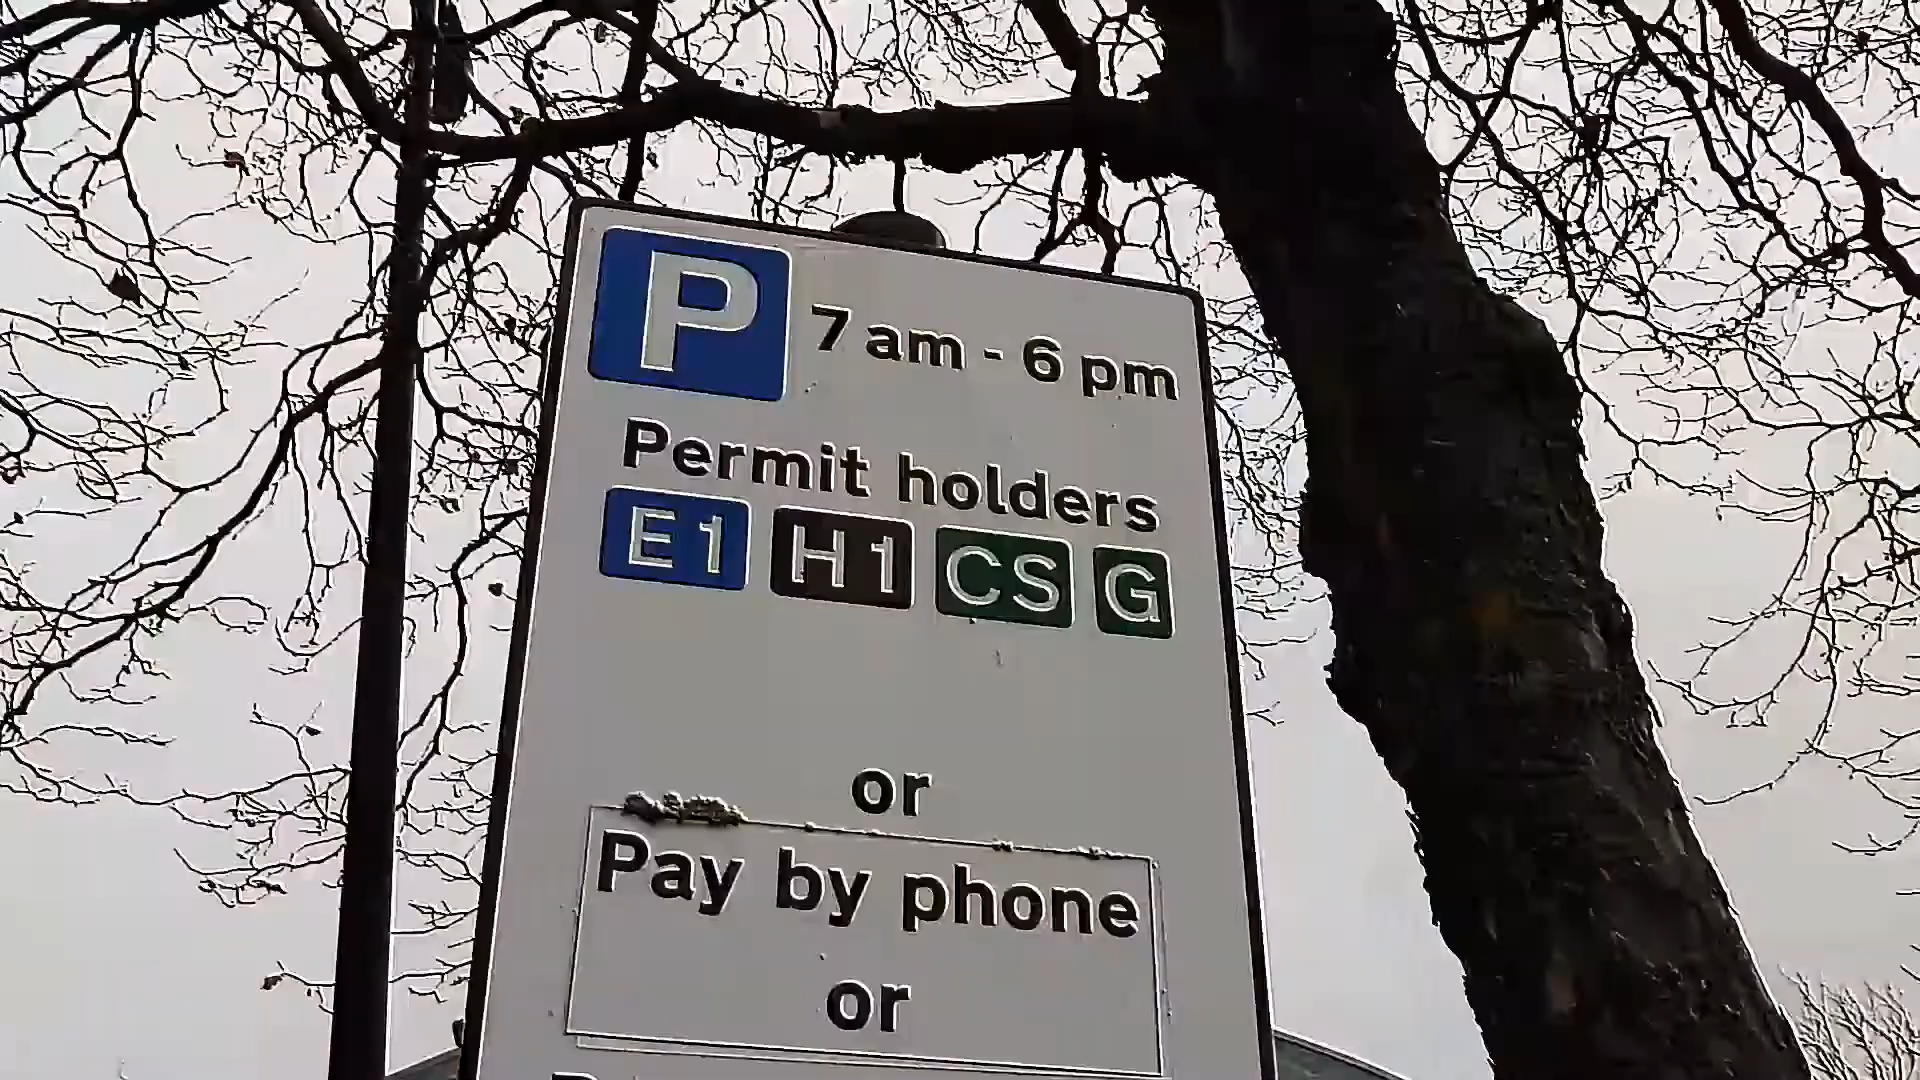 P 7 am - 6 pm
Permit holders
E1 H1 CS G
or
Pay by phone
or